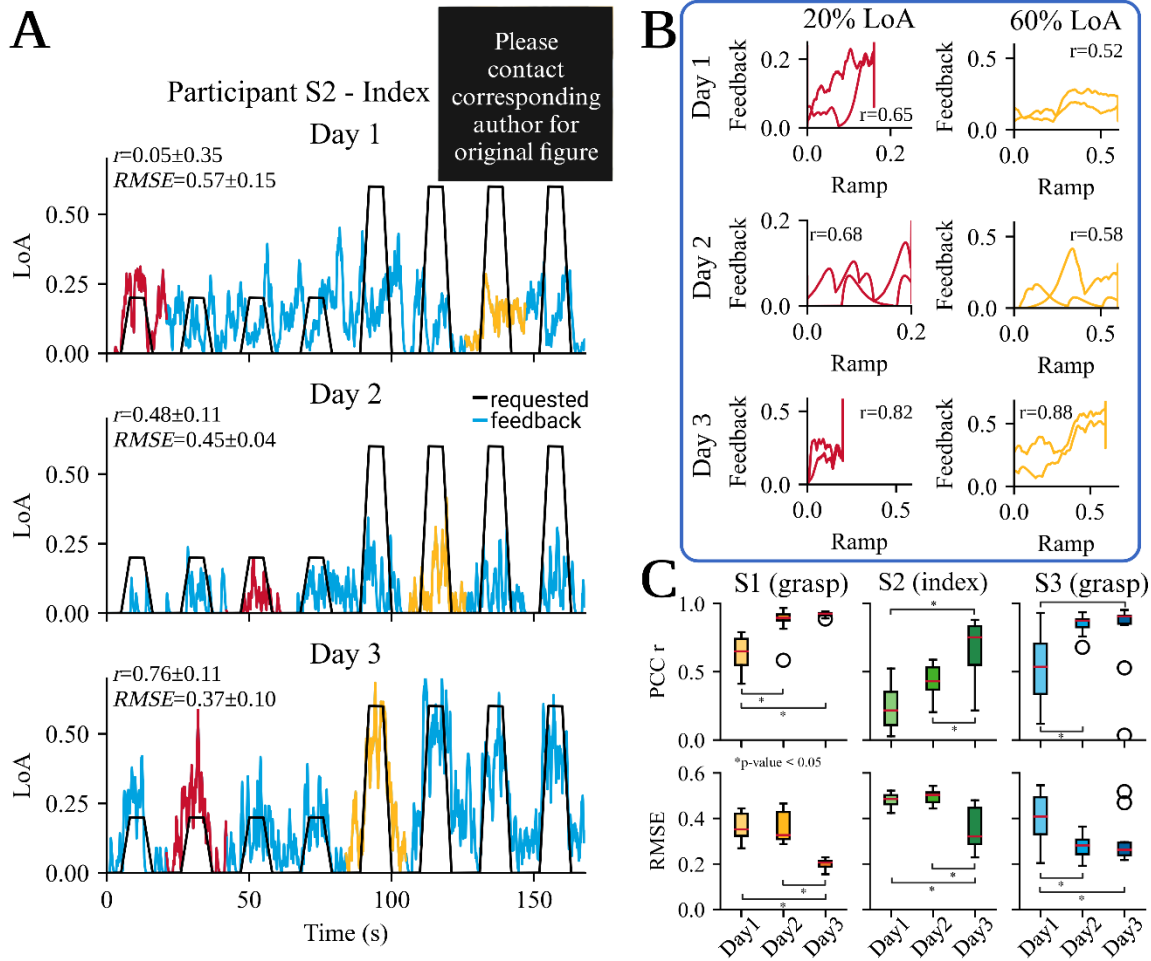 A
Please
contact
corresponding
author for
original figure
Participant S2 - Index
Day 1
r=0.05±0.35
RMSE=0.57±0.15
LoA
0.50
0.25
0.00
Day 2
r=0.48±0.11
RMSE=0.45±0.04
requested
feedback
LoA
0.50
0.25
0.00
Day 3
r=0.76±0.11
RMSE=0.37±0.10
LoA
0.50
0.25
0.00
0 50 100 150
Time (s)
B
20% LoA 60% LoA
Day 1
Feedback
0.2
0.0
r=0.65
0.0 0.2
Ramp
Feedback
0.5
0.0
r=0.52
0.0 0.5
Ramp
Day 2
Feedback
0.2
0.0
r=0.68
0.0 0.2
Ramp
Feedback
0.5
0.0
r=0.58
0.0 0.5
Ramp
Day 3
Feedback
0.5
0.0
r=0.82
0.0 0.5
Ramp
Feedback
0.5
0.0
r=0.88
0.0 0.5
Ramp
C
S1 (grasp) S2 (index) S3 (grasp)
PCC r
1.0
0.5
0.0
* * * * *
*p-value < 0.05
RMSE
0.6
0.4
0.2
0.0
* * * * * *
Day1 Day2 Day3 Day1 Day2 Day3 Day1 Day2 Day3